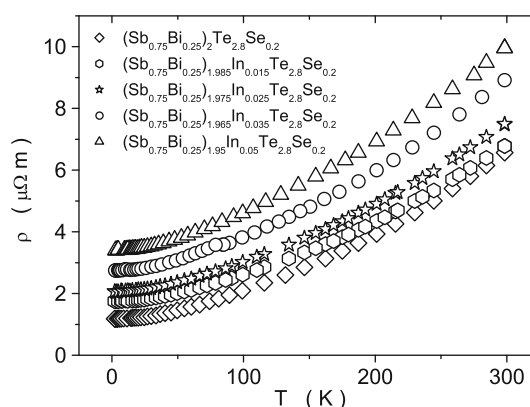 10
8
6
4
2
0
ρ ( μΩ m )
◇ (Sb0.75Bi0.25)2Te2.8Se0.2
⬡ (Sb0.75Bi0.25)1.985In0.015Te2.8Se0.2
☆ (Sb0.75Bi0.25)1.975In0.025Te2.8Se0.2
○ (Sb0.75Bi0.25)1.965In0.035Te2.8Se0.2
△ (Sb0.75Bi0.25)1.95In0.05Te2.8Se0.2
0 100 200 300
T ( K )